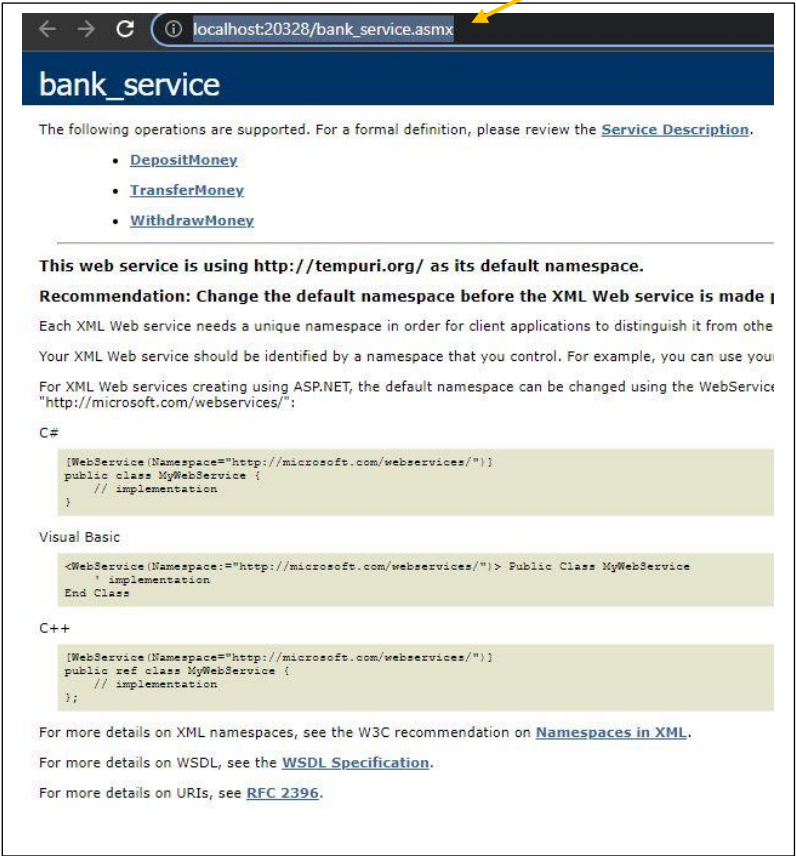 localhost:20328/bank_service.asmx
bank_service
The following operations are supported. For a formal definition, please review the Service Description.
• DepositMoney
• TransferMoney
• WithdrawMoney
This web service is using http://tempuri.org/ as its default namespace.
Recommendation: Change the default namespace before the XML Web service is made
Each XML Web service needs a unique namespace in order for client applications to distinguish it from othe
Your XML Web service should be identified by a namespace that you control. For example, you can use you
For XML Web services creating using ASP.NET, the default namespace can be changed using the WebService
"http://microsoft.com/webservices/":
C#
[WebService(Namespace="http://microsoft.com/webservices/")]
public class MyWebService {
// implementation
}
Visual Basic
<WebService(Namespace:="http://microsoft.com/webservices/")> Public Class MyWebService
' implementation
End Class
C++
[WebService(Namespace="http://microsoft.com/webservices/")]
public ref class MyWebService {
// implementation
};
For more details on XML namespaces, see the W3C recommendation on Namespaces in XML.
For more details on WSDL, see the WSDL Specification.
For more details on URIs, see RFC 2396.